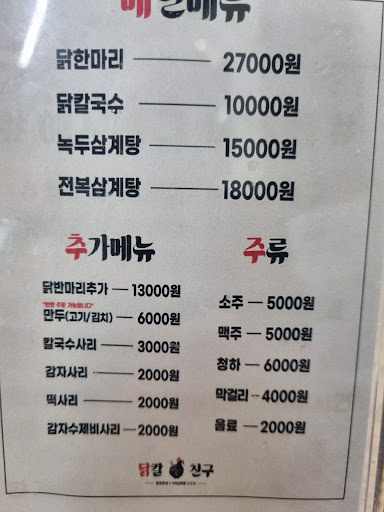 메인메뉴
닭한마리 — 27000원
닭칼국수 — 10000원
녹두삼계탕 — 15000원
전복삼계탕 — 18000원
추가메뉴
닭반마리추가 — 13000원
만두(고기/김치) — 6000원
칼국수사리 — 3000원
감자사리 — 2000원
떡사리 — 2000원
감자수제비사리 — 2000원
주류
소주 — 5000원
맥주 — 5000원
청하 — 6000원
막걸리 — 4000원
음료 — 2000원
닭칼 친구